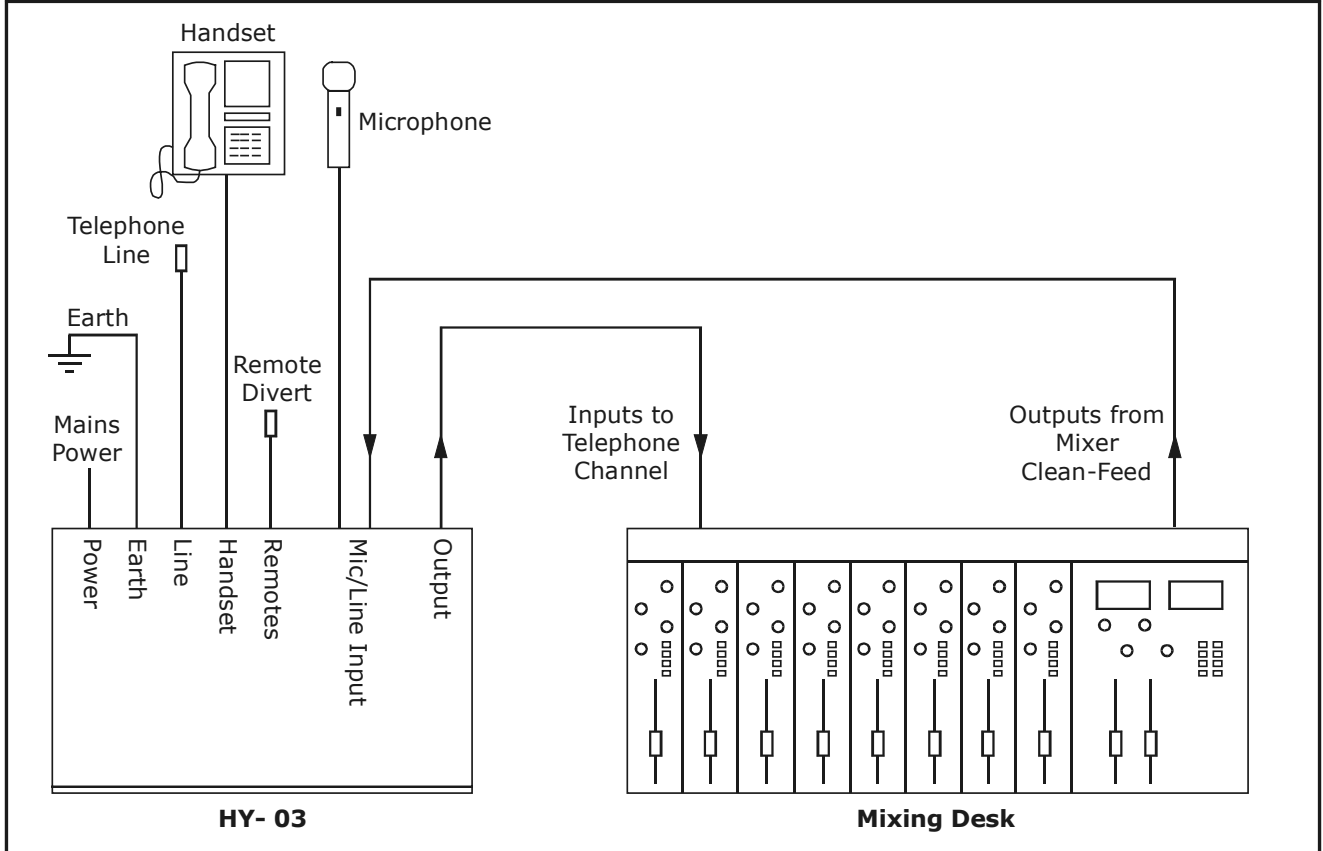 Handset
Microphone
Telephone
Line
Earth
Remote
Divert
Mains
Power
Inputs to
Telephone
Channel
Outputs from
Mixer
Clean-Feed
Power
Earth
Line
Handset
Remotes
Mic/Line Input
Output
HY- 03
Mixing Desk